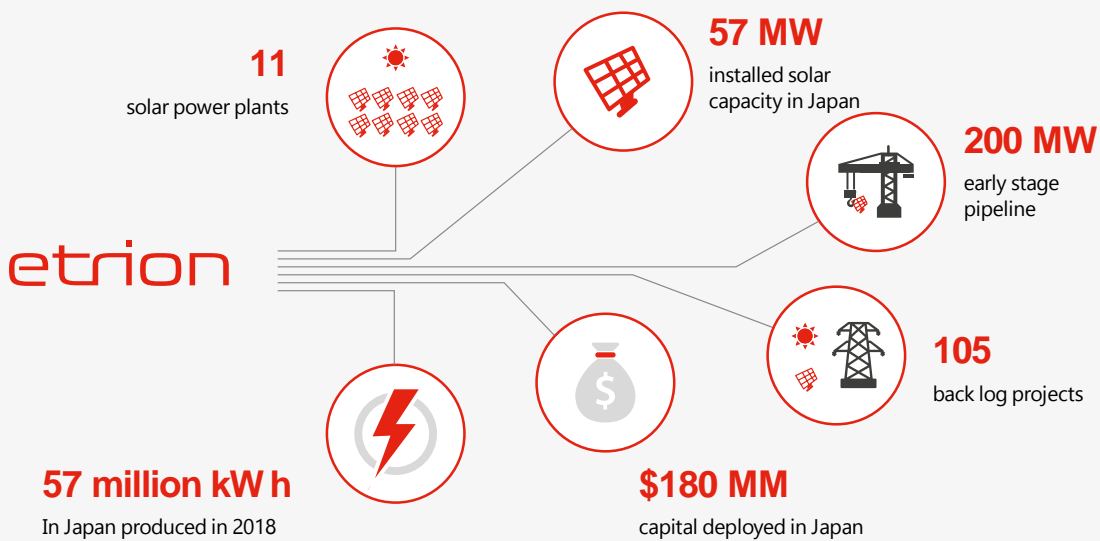 11
solar power plants
57 MW
installed solar
capacity in Japan
200 MW
early stage
pipeline
etrion
105
back log projects
$
57 million kW h
In Japan produced in 2018
$180 MM
capital deployed in Japan